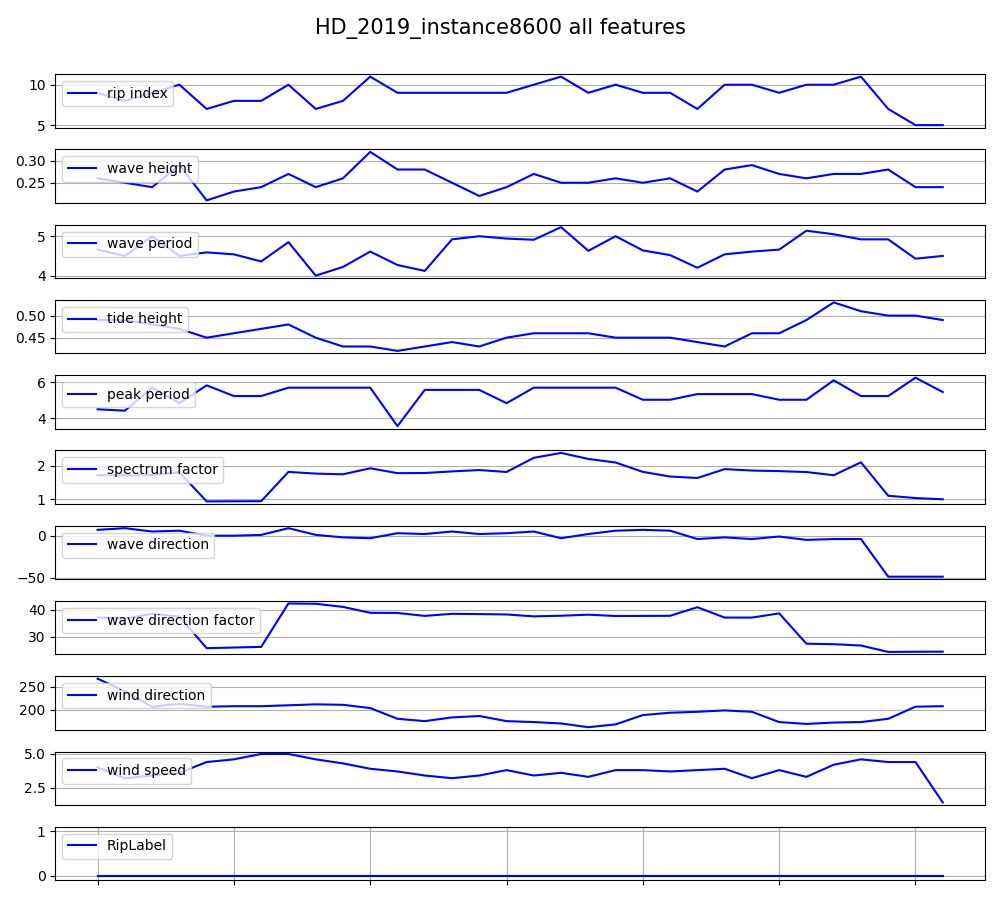 HD_2019_instance8600 all features
10
5
rip index
0.30
0.25
wave height
5
4
wave period
0.50
0.45
tide height
6
4
peak period
2
1
spectrum factor
0
−50
wave direction
40
30
wave direction factor
250
200
wind direction
5.0
2.5
wind speed
1
0
RipLabel